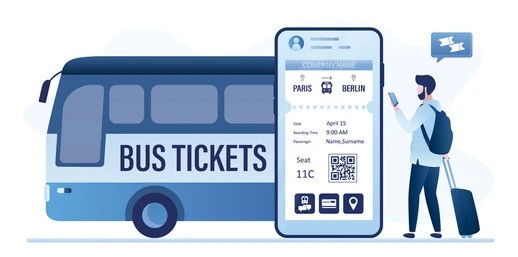 BUS TICKETS
COMPANY NAME
PARIS BERLIN
Date April 15
Boarding Time 9:00 AM
Passenger Name,Surname
Seat
11C